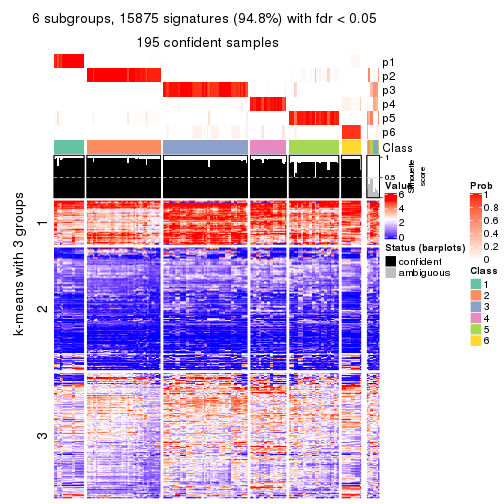 6 subgroups, 15875 signatures (94.8%) with fdr < 0.05
195 confident samples
p1
p2
p3
p4
p5
p6
Class
1
0.5
0
Silhouette
score
k-means with 3 groups
1
2
3
Value
6
4
2
0
Status (barplots)
confident
ambiguous
Prob
1
0.8
0.6
0.4
0.2
0
Class
1
2
3
4
5
6